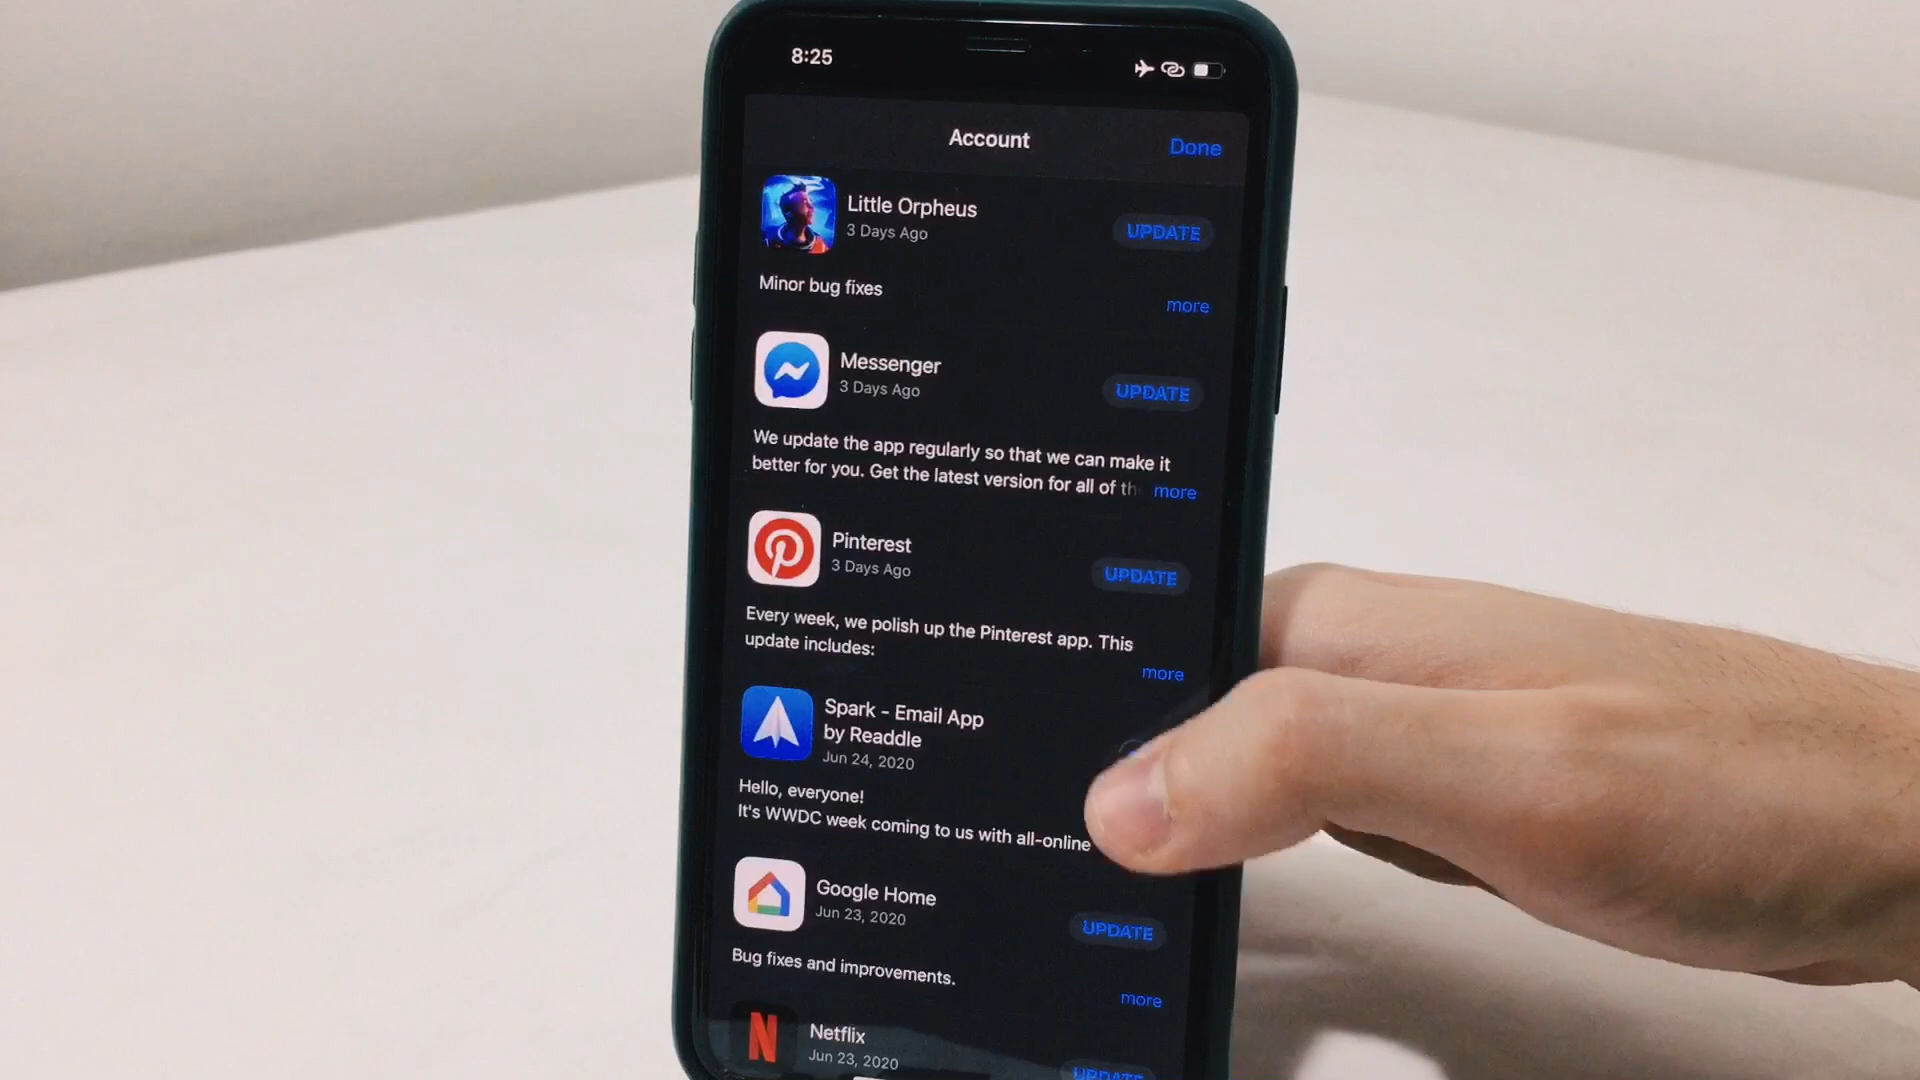 8:25
Account
Done
Little Orpheus
3 Days Ago
UPDATE
Minor bug fixes
more
Messenger
3 Days Ago
UPDATE
We update the app regularly so that we can make it
better for you. Get the latest version for all of
more
Pinterest
3 Days Ago
UPDATE
Every week, we polish up the Pinterest app. This
update includes:
more
Spark - Email App
by Readdle
Jun 24, 2020
Hello, everyone!
It's WWDC week coming to us with all-online
Google Home
Jun 23, 2020
UPDATE
Bug fixes and improvements.
more
N
Netflix
Jun 23, 2020
UPDATE